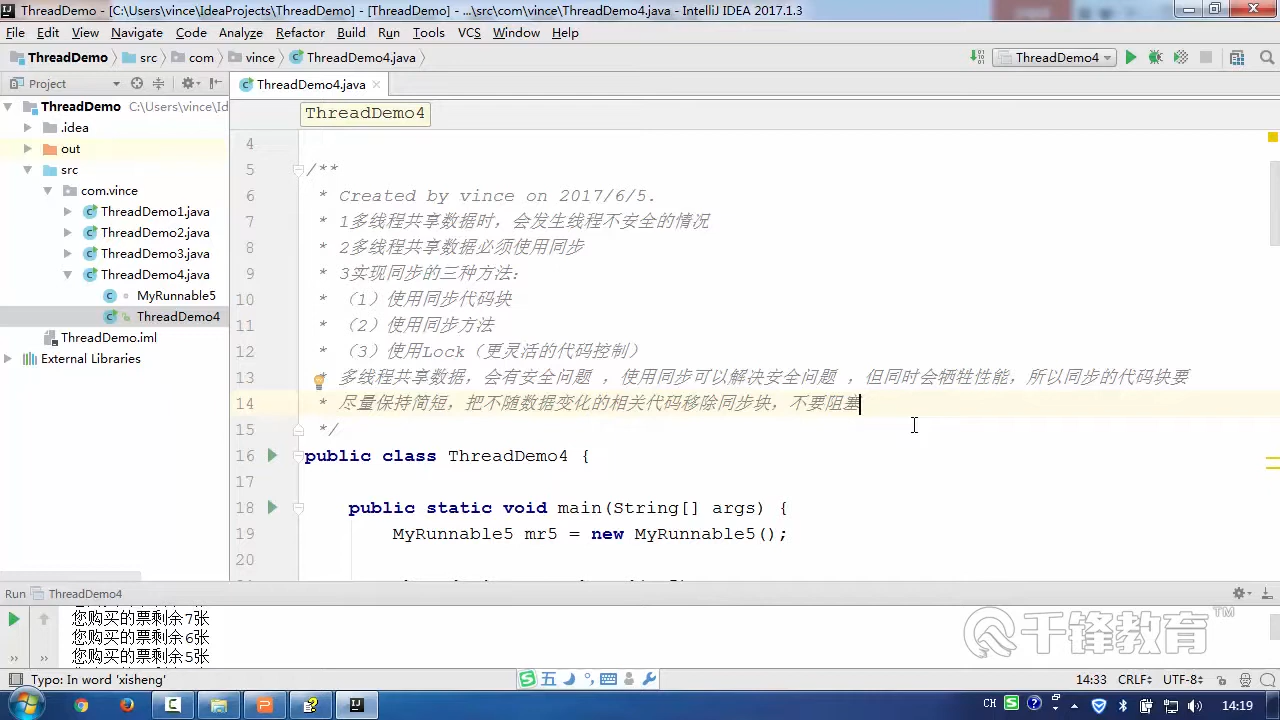 ThreadDemo - [C:\Users\vince\IdeaProjects\ThreadDemo] - [ThreadDemo] - ...\src\com\vince\ThreadDemo4.java - IntelliJ IDEA 2017.1.3
File Edit View Navigate Code Analyze Refactor Build Run Tools VCS Window Help
ThreadDemo src com vince ThreadDemo4.java ThreadDemo4
Project ThreadDemo4.java
ThreadDemo C:\Users\vince\Id
ThreadDemo4
.idea
out
src
com.vince
ThreadDemo1.java
ThreadDemo2.java
ThreadDemo3.java
ThreadDemo4.java
MyRunnable5
ThreadDemo4
ThreadDemo.iml
External Libraries
4
5 /**
6 * Created by vince on 2017/6/5.
7 * 1多线程共享数据时，会发生线程不安全的情况
8 * 2多线程共享数据必须使用同步
9 * 3实现同步的三种方法：
10 * （1）使用同步代码块
11 * （2）使用同步方法
12 * （3）使用Lock（更灵活的代码控制）
13 * 多线程共享数据，会有安全问题 ，使用同步可以解决安全问题 ，但同时会牺牲性能，所以同步的代码块要
14 * 尽量保持简短，把不随数据变化的相关代码移除同步块，不要阻塞
15 */
16 public class ThreadDemo4 {
17
18 public static void main(String[] args) {
19 MyRunnable5 mr5 = new MyRunnable5();
20
Run ThreadDemo4
您购买的票剩余7张
您购买的票剩余6张
您购买的票剩余5张
千锋教育™
Typo: In word 'xisheng' 五 14:33 CRLF UTF-8
CH 14:19